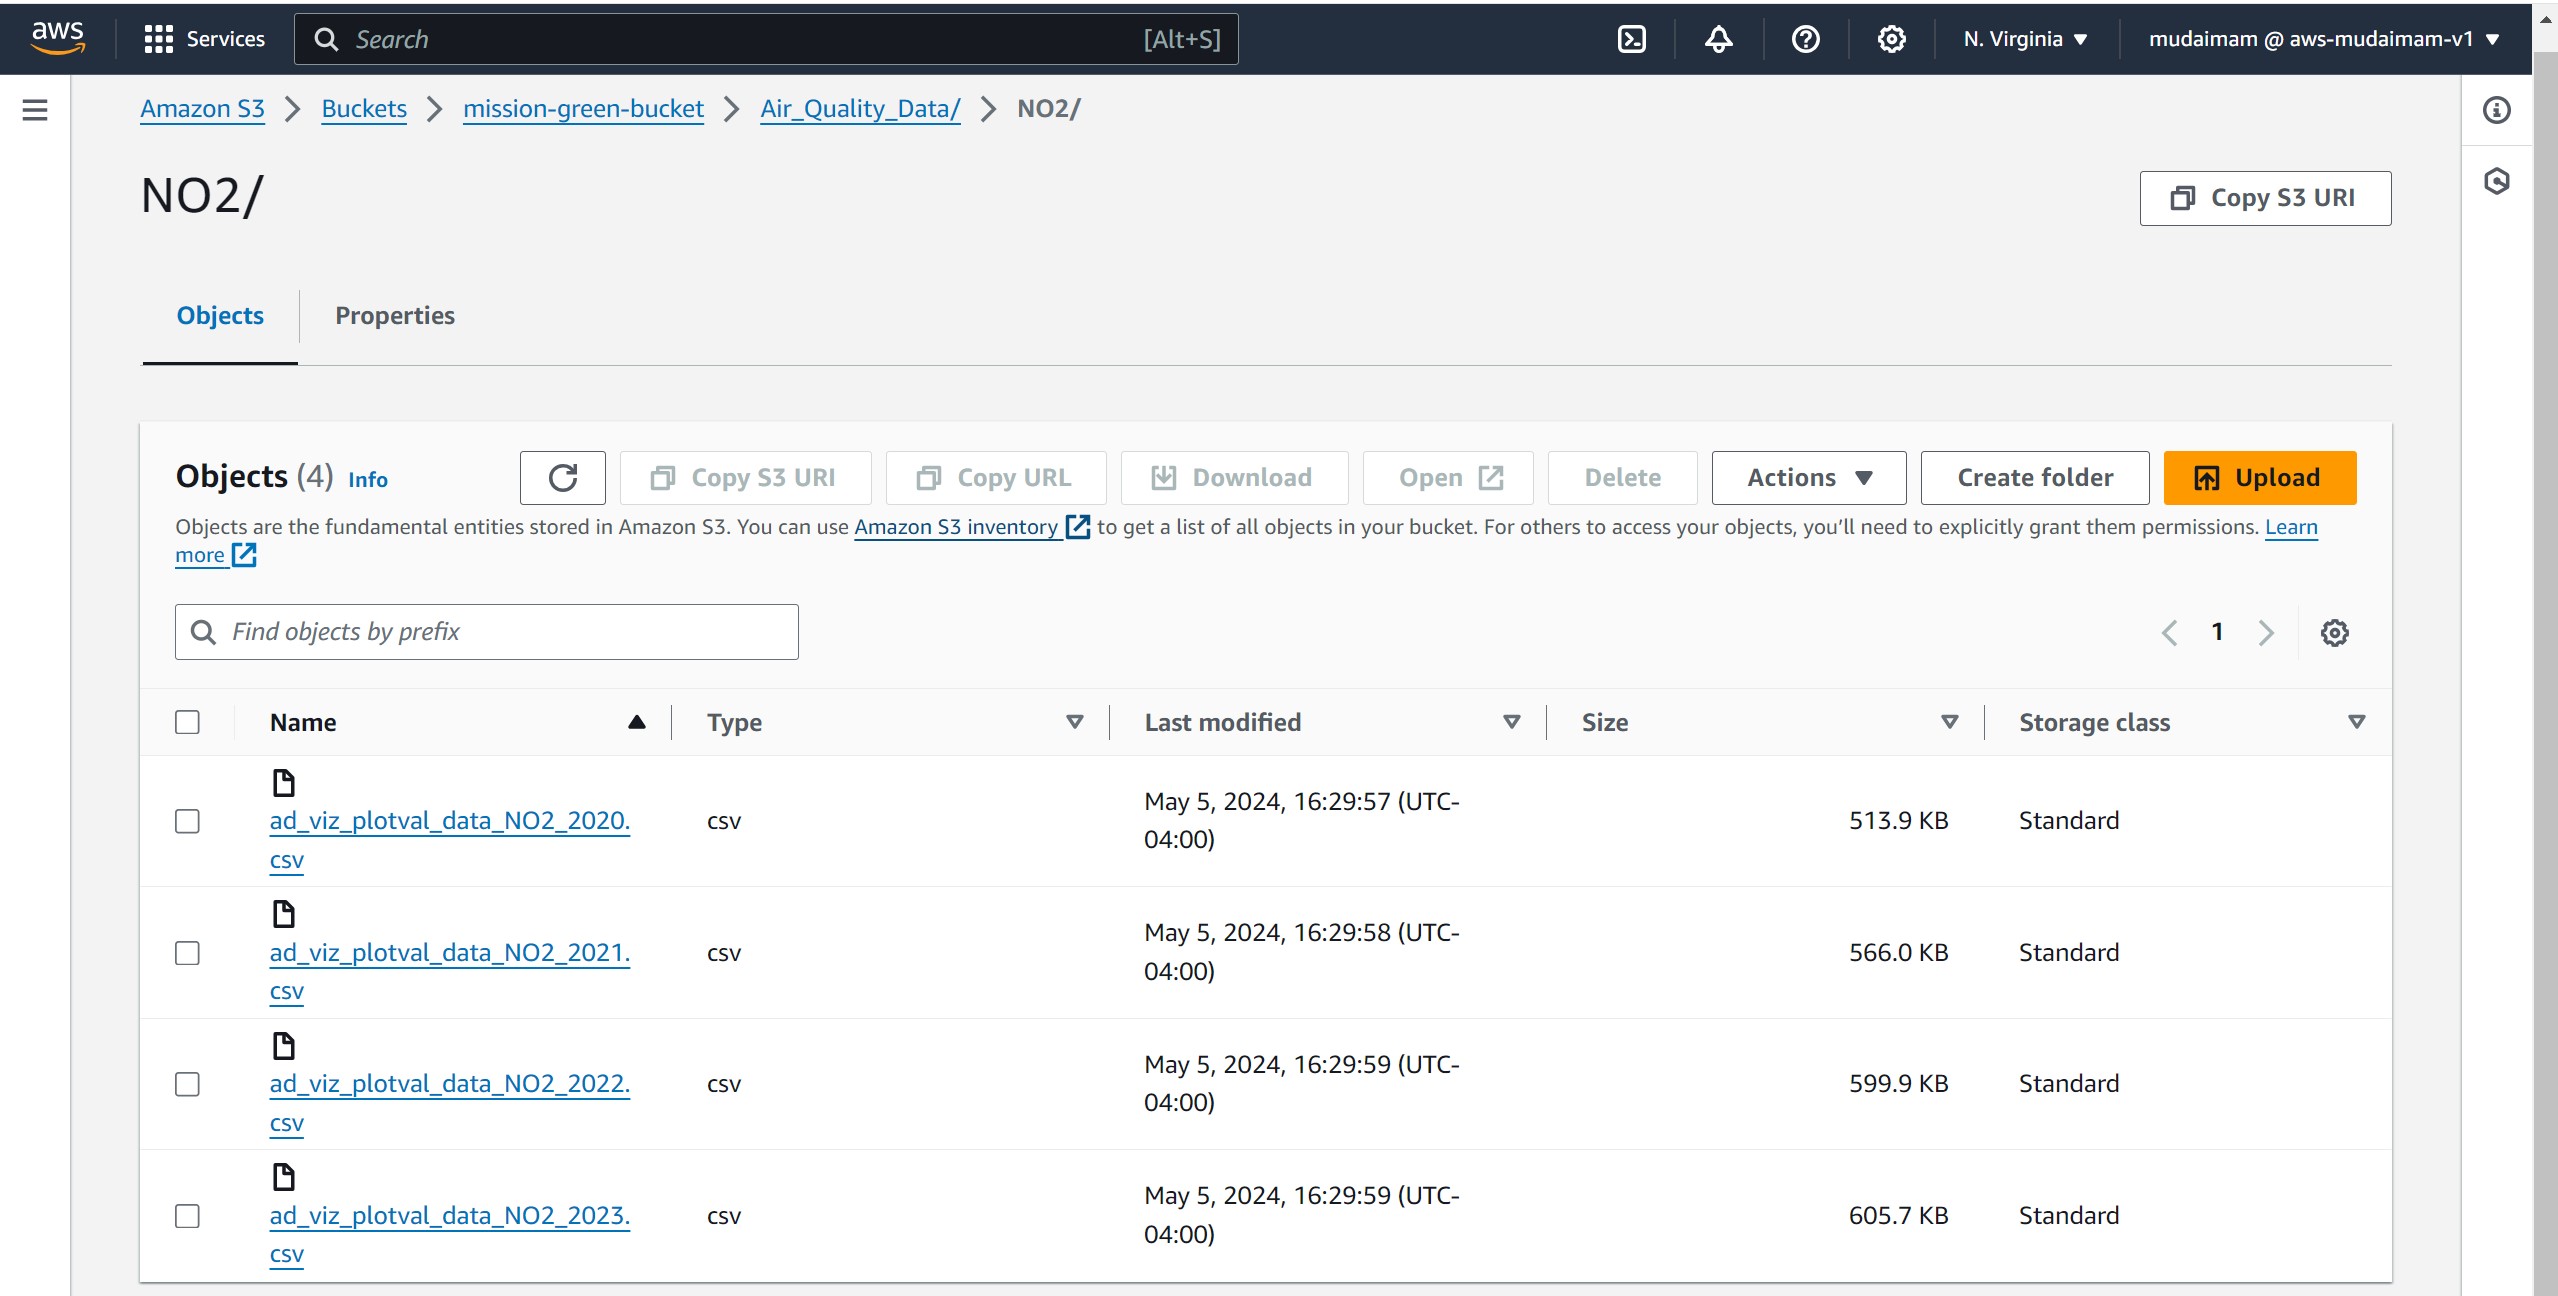 aws
Services
Search
[Alt+S]
N. Virginia
mudaimam @ aws-mudaimam-v1
Amazon S3
Buckets
mission-green-bucket
Air_Quality_Data/
NO2/
NO2/
Copy S3 URI
Objects
Properties
Objects (4)
Info
Copy S3 URI
Copy URL
Download
Open
Delete
Actions
Create folder
Upload
Objects are the fundamental entities stored in Amazon S3. You can use Amazon S3 inventory to get a list of all objects in your bucket. For others to access your objects, you’ll need to explicitly grant them permissions. Learn
more
Find objects by prefix
1
Name
Type
Last modified
Size
Storage class
ad_viz_plotval_data_NO2_2020.
csv
csv
May 5, 2024, 16:29:57 (UTC-
04:00)
513.9 KB
Standard
ad_viz_plotval_data_NO2_2021.
csv
csv
May 5, 2024, 16:29:58 (UTC-
04:00)
566.0 KB
Standard
ad_viz_plotval_data_NO2_2022.
csv
csv
May 5, 2024, 16:29:59 (UTC-
04:00)
599.9 KB
Standard
ad_viz_plotval_data_NO2_2023.
csv
csv
May 5, 2024, 16:29:59 (UTC-
04:00)
605.7 KB
Standard